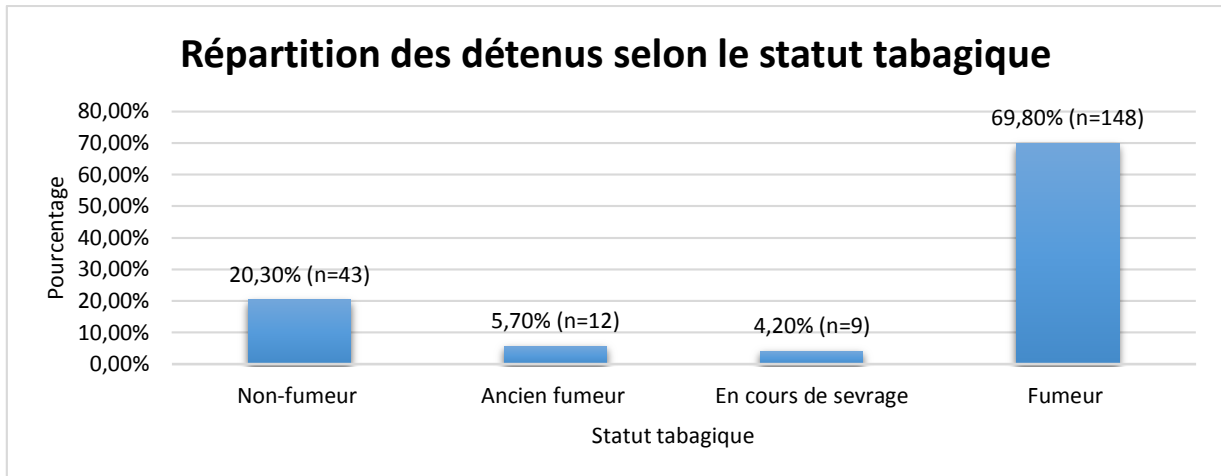 Répartition des détenus selon le statut tabagique
80,00%
70,00%
60,00%
50,00%
40,00%
30,00%
20,00%
10,00%
0,00%
Pourcentage
20,30% (n=43)
5,70% (n=12)
4,20% (n=9)
69,80% (n=148)
Non-fumeur
Ancien fumeur
En cours de sevrage
Fumeur
Statut tabagique